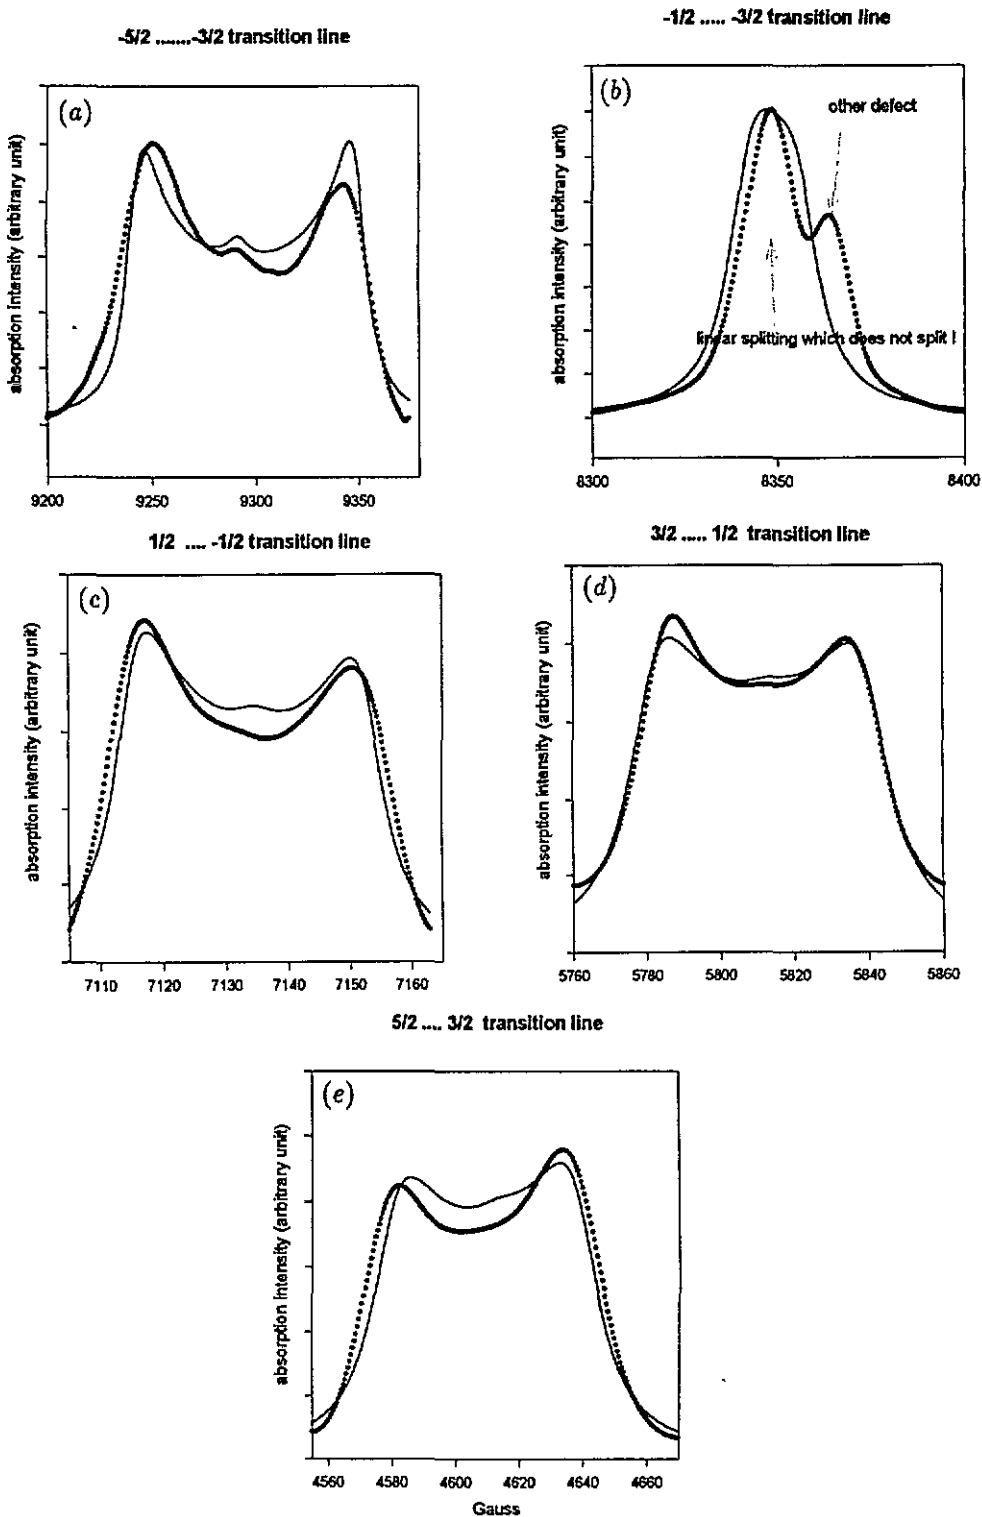 -5/2 .......-3/2 transition line
(a)
absorption intensity (arbitrary unit)
9200 9250 9300 9350
-1/2 ..... -3/2 transition line
(b)
other defect
linear splitting which does not split !
absorption intensity (arbitrary unit)
8300 8350 8400
1/2 .... -1/2 transition line
(c)
absorption intensity (arbitrary unit)
7110 7120 7130 7140 7150 7160
3/2 ..... 1/2 transition line
(d)
absorption intensity (arbitrary unit)
5760 5780 5800 5820 5840 5860
5/2 .... 3/2 transition line
(e)
absorption intensity (arbitrary unit)
4560 4580 4600 4620 4640 4660
Gauss